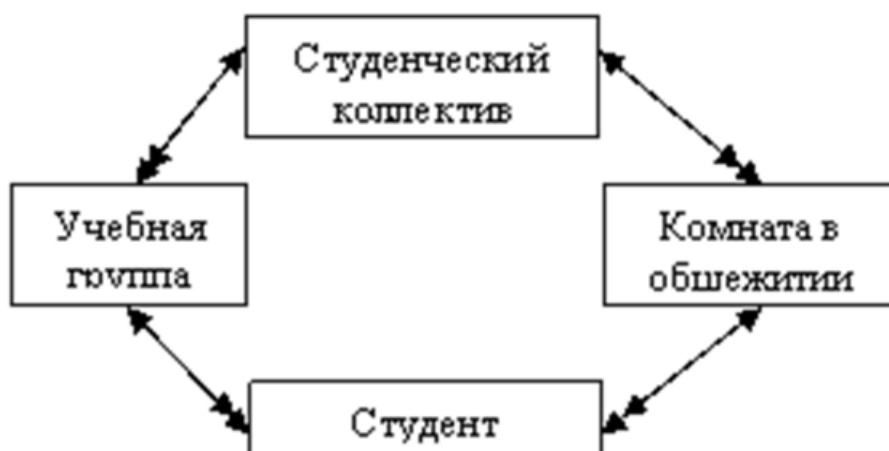 Студенческий
коллектив
Учебная
группа
Комната в
общежитии
Студент